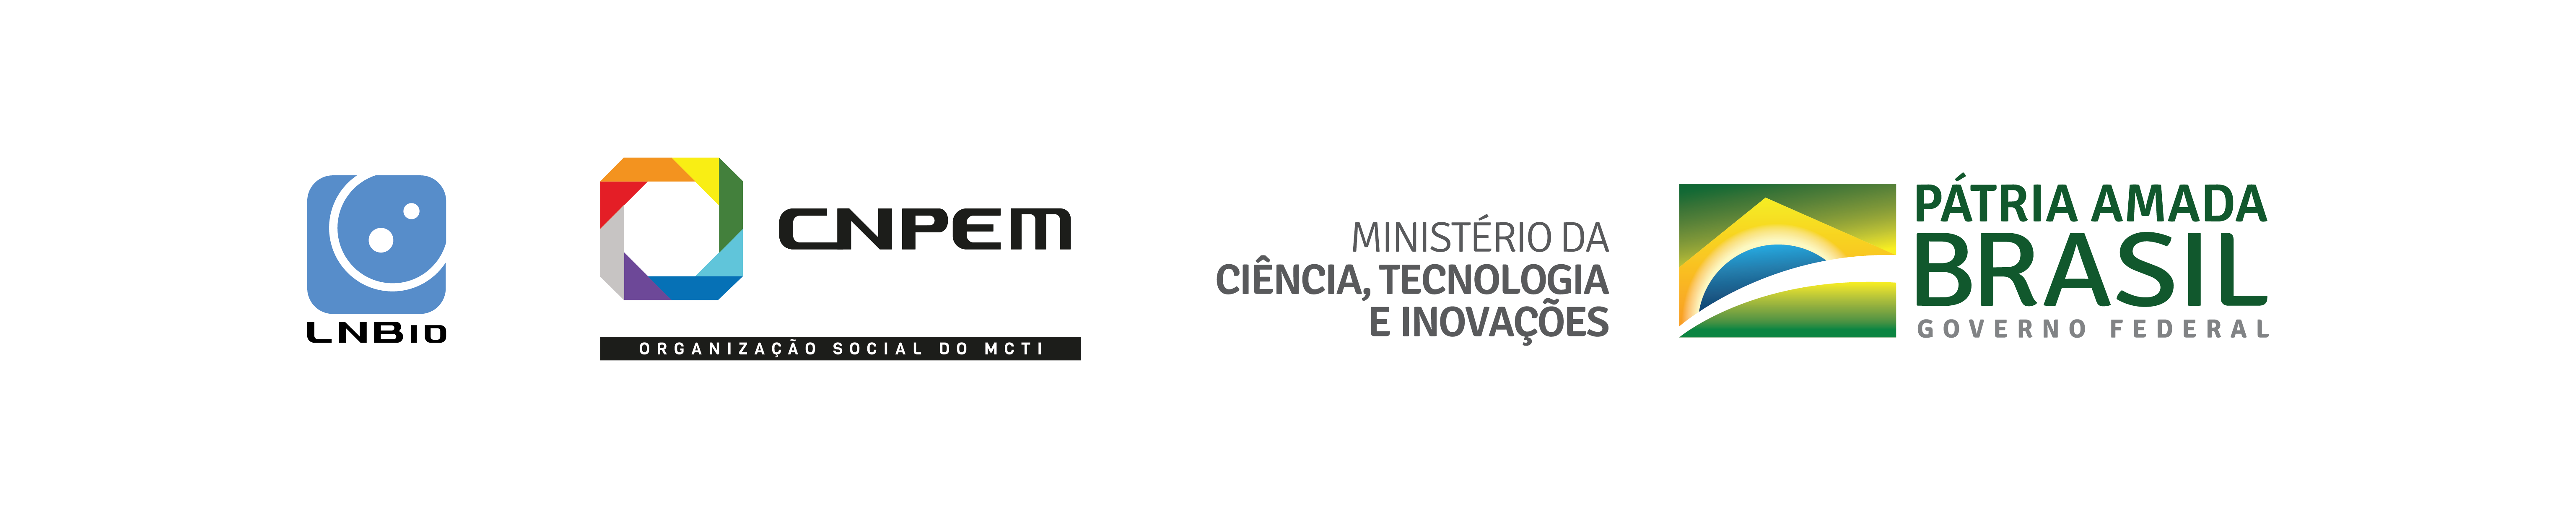 LNBio
CNPEM
ORGANIZAÇÃO SOCIAL DO MCTI
MINISTÉRIO DA
CIÊNCIA, TECNOLOGIA
E INOVAÇÕES
PÁTRIA AMADA
BRASIL
GOVERNO FEDERAL